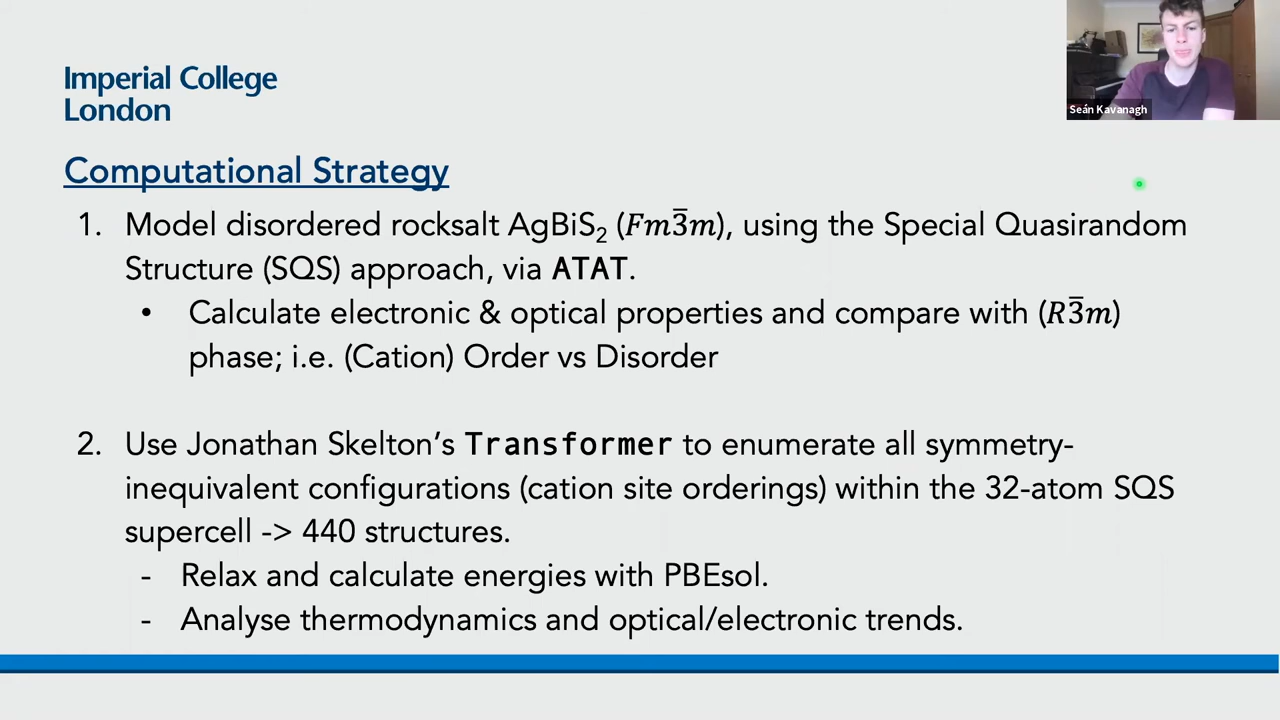 Imperial College
London
Seán Kavanagh
Computational Strategy
1. Model disordered rocksalt AgBiS₂ (Fm3̅m), using the Special Quasirandom
Structure (SQS) approach, via ATAT.
• Calculate electronic & optical properties and compare with (R3̅m)
phase; i.e. (Cation) Order vs Disorder
2. Use Jonathan Skelton’s Transformer to enumerate all symmetry-
inequivalent configurations (cation site orderings) within the 32-atom SQS
supercell -> 440 structures.
- Relax and calculate energies with PBEsol.
- Analyse thermodynamics and optical/electronic trends.